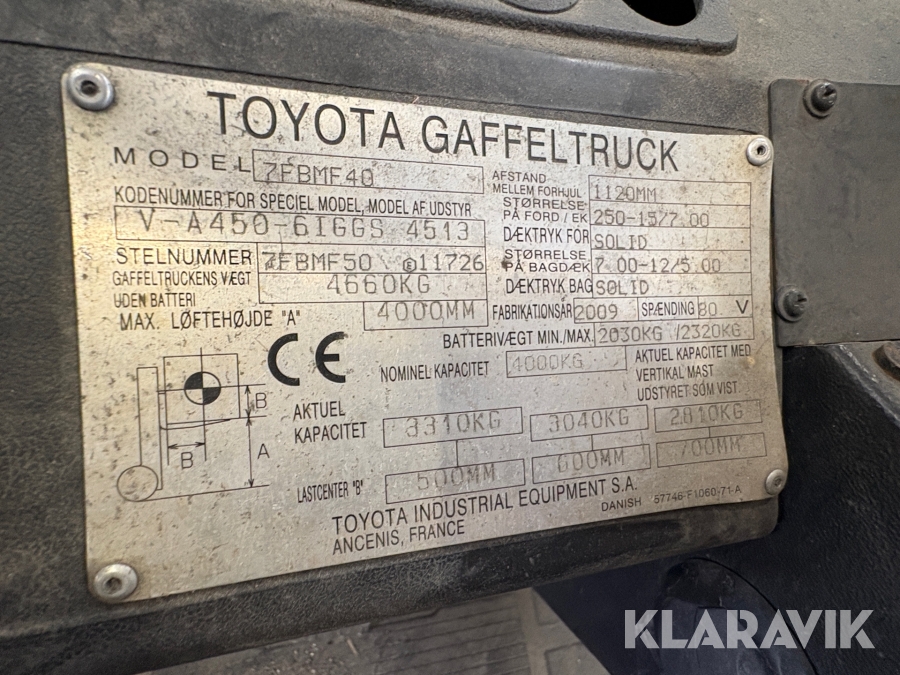 TOYOTA GAFFELTRUCK
MODEL 7FBMF40
KODENUMMER FOR SPECIEL MODEL, MODEL AF UDSTYR
V-A450-6IGGS 4513
STELNUMMER 7FBMF50 E11726
GAFFELTRUCKENS VÆGT UDEN BATTERI 4660KG
MAX. LØFTEHØJDE "A" 4000MM
AFSTAND MELLEM FORHJUL 1120MM
STØRRELSE PÅ FORD / EK 250-15/7.00
DÆKTRYK FOR SOLID
STØRRELSE PÅ BAGDÆK 7.00-12/5.00
DÆKTRYK BAG SOLID
FABRIKATIONSÅR 2009 SPÆNDING 80 V
BATTERIVÆGT MIN./MAX. 2030KG /2320KG
NOMINEL KAPACITET 4000KG
AKTUEL KAPACITET MED
VERTIKAL MAST
UDSTYRET SOM VIST
AKTUEL KAPACITET 3310KG 3040KG 2810KG
LASTCENTER "B" 500MM 600MM 700MM
B
A
B
CE
TOYOTA INDUSTRIAL EQUIPMENT S.A.
ANCENIS, FRANCE
DANISH 57746-F1060-71-A
KLARAVIK